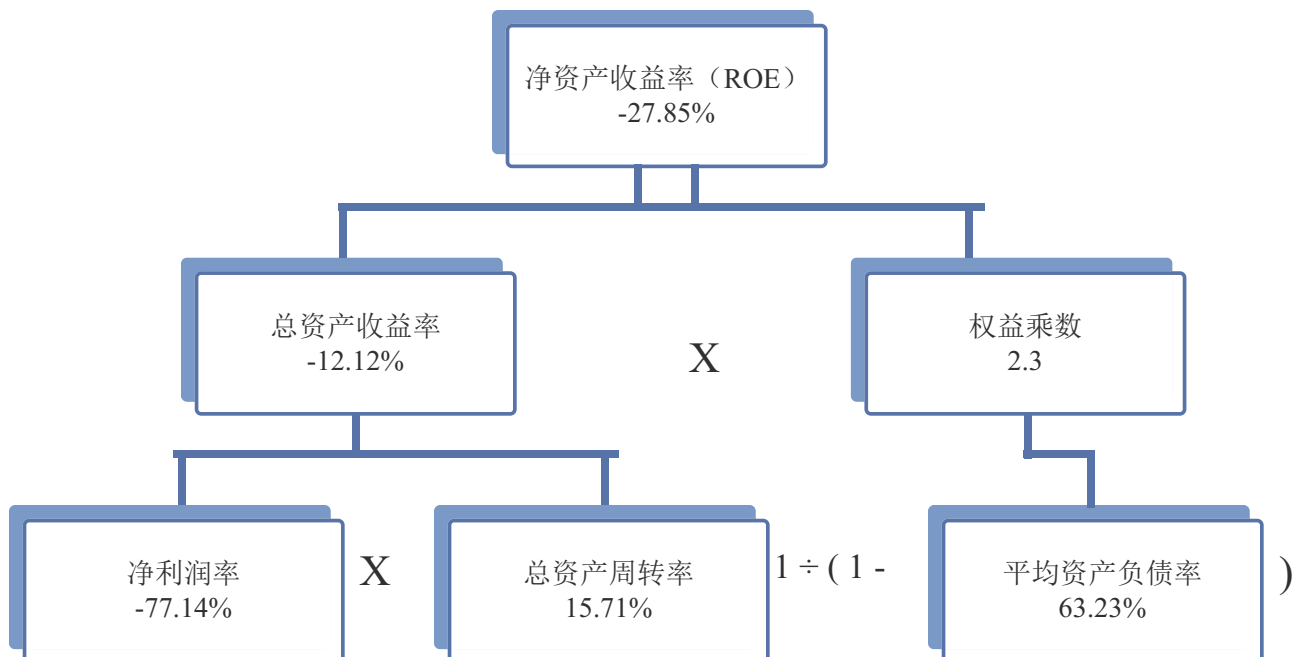 净资产收益率（ROE）
-27.85%
总资产收益率
-12.12%
X
权益乘数
2.3
净利润率
-77.14%
X
总资产周转率
15.71%
1 ÷ ( 1 -
平均资产负债率
63.23%
)